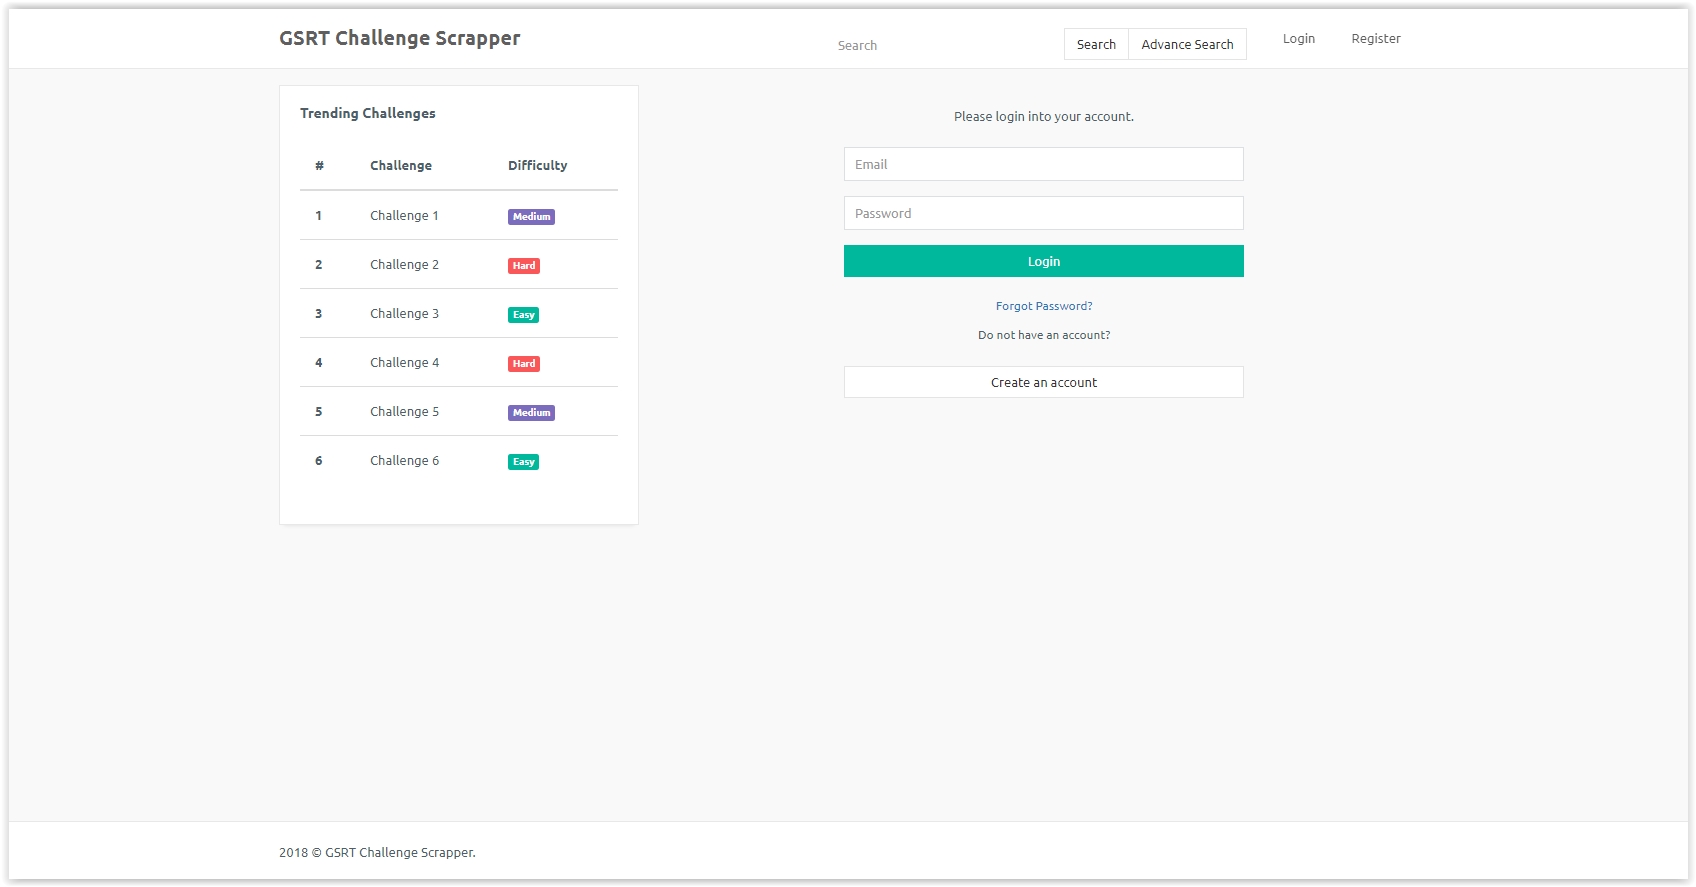 GSRT Challenge Scrapper
Search
Search
Advance Search
Login
Register
Trending Challenges
# Challenge Difficulty
1 Challenge 1 Medium
2 Challenge 2 Hard
3 Challenge 3 Easy
4 Challenge 4 Hard
5 Challenge 5 Medium
6 Challenge 6 Easy
Please login into your account.
Email
Password
Login
Forgot Password?
Do not have an account?
Create an account
2018 © GSRT Challenge Scrapper.